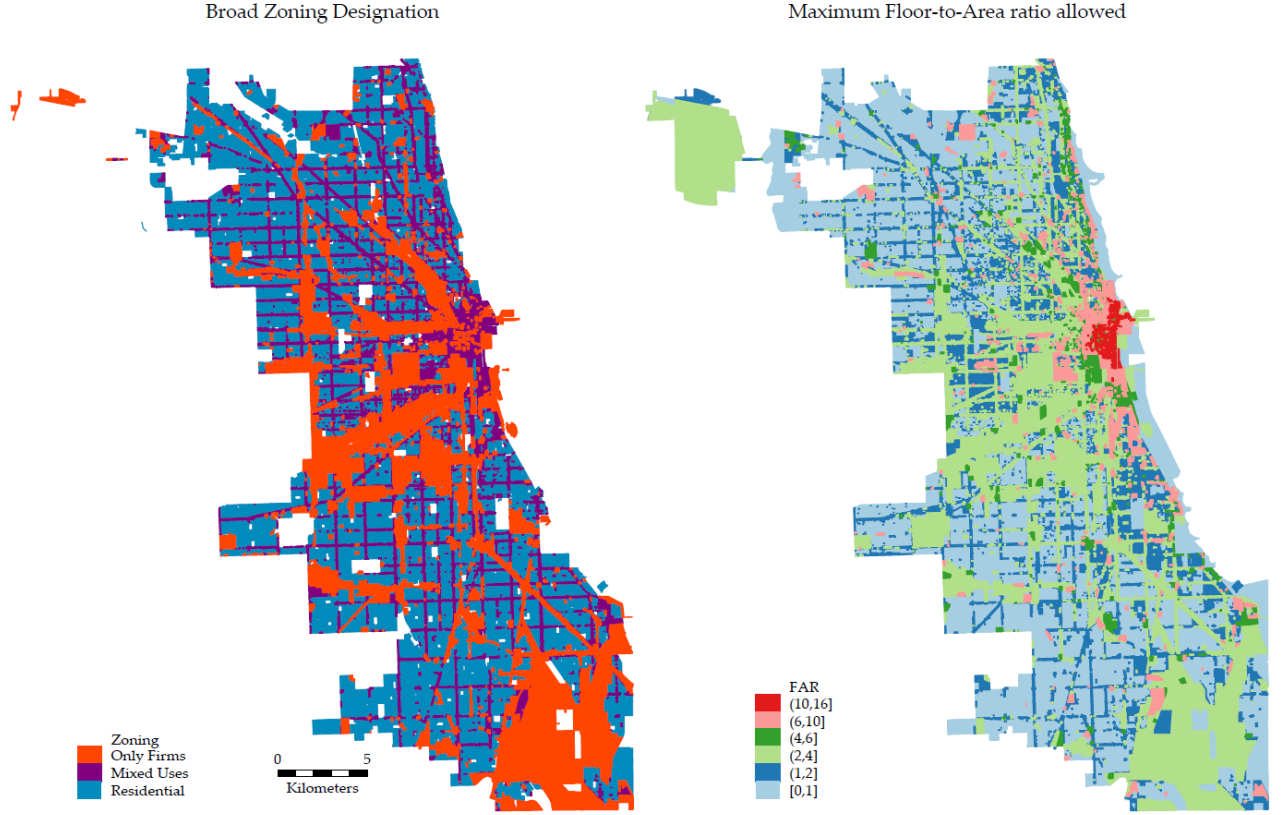 Broad Zoning Designation
Maximum Floor-to-Area ratio allowed
Zoning
Only Firms
Mixed Uses
Residential
0 5
Kilometers
FAR
(10,16]
(6,10]
(4,6]
(2,4]
(1,2]
[0,1]